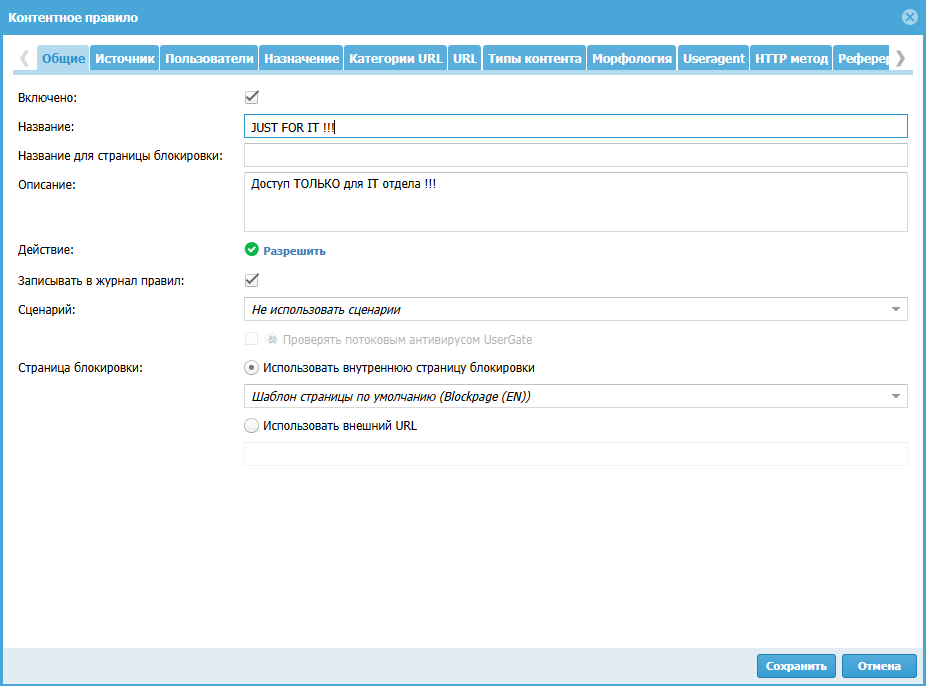 Контентное правило
Общие Источник Пользователи Назначение Категории URL URL Типы контента Морфология Useragent HTTP метод
Включено:
Название: JUST FOR IT !!!
Название для страницы блокировки:
Описание: Доступ ТОЛЬКО для IT отдела !!!
Действие: Разрешить
Записывать в журнал правил:
Сценарий: Не использовать сценарии
Проверять потоковым антивирусом UserGate
Страница блокировки: Использовать внутреннюю страницу блокировки
Шаблон страницы по умолчанию (Blockpage (EN))
Использовать внешний URL
Сохранить Отмена